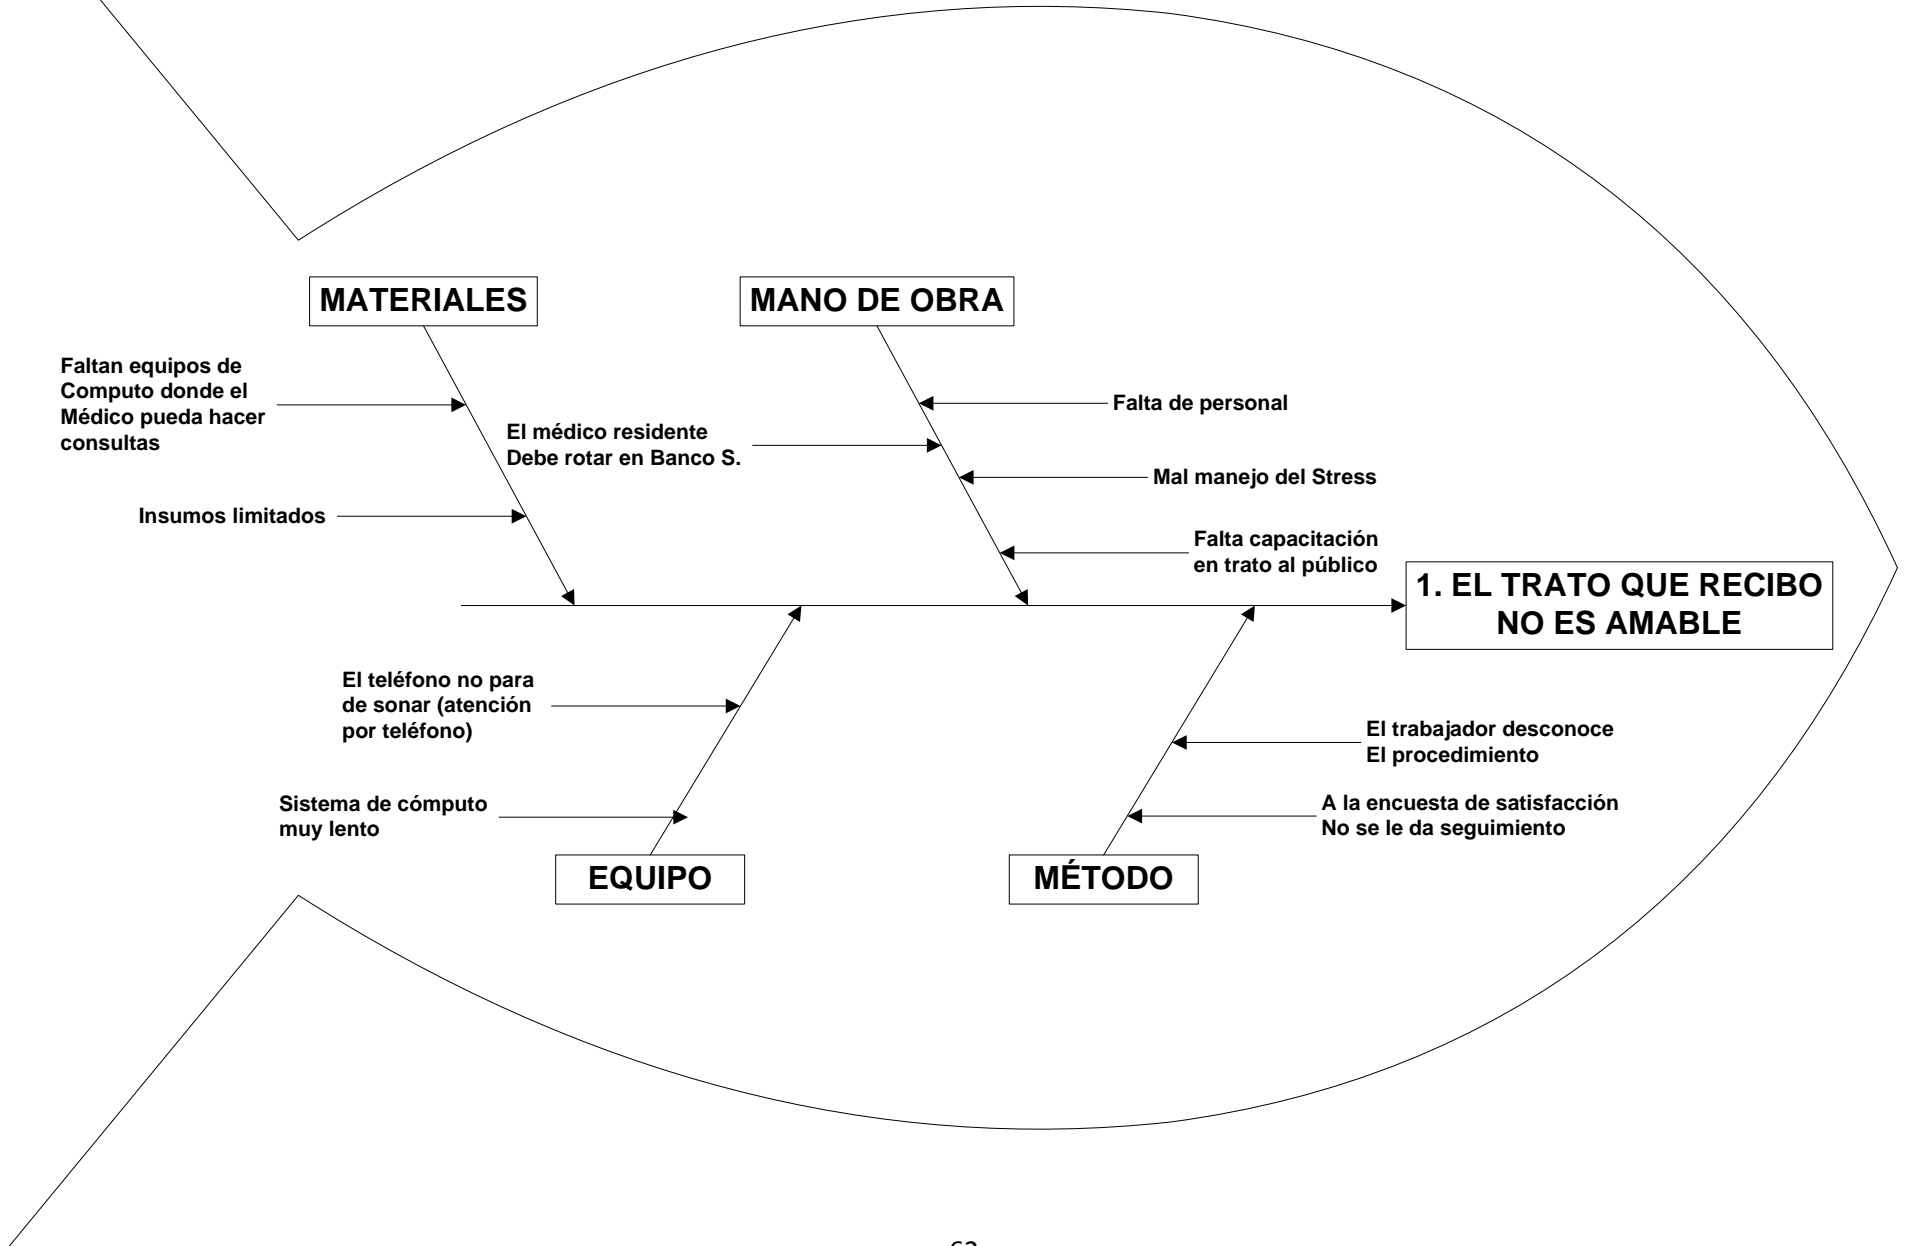 MATERIALES
MANO DE OBRA
Faltan equipos de
Computo donde el
Médico pueda hacer
consultas
Insumos limitados
El médico residente
Debe rotar en Banco S.
Falta de personal
Mal manejo del Stress
Falta capacitación
en trato al público
1. EL TRATO QUE RECIBO
NO ES AMABLE
El teléfono no para
de sonar (atención
por teléfono)
Sistema de cómputo
muy lento
El trabajador desconoce
El procedimiento
A la encuesta de satisfacción
No se le da seguimiento
EQUIPO
MÉTODO